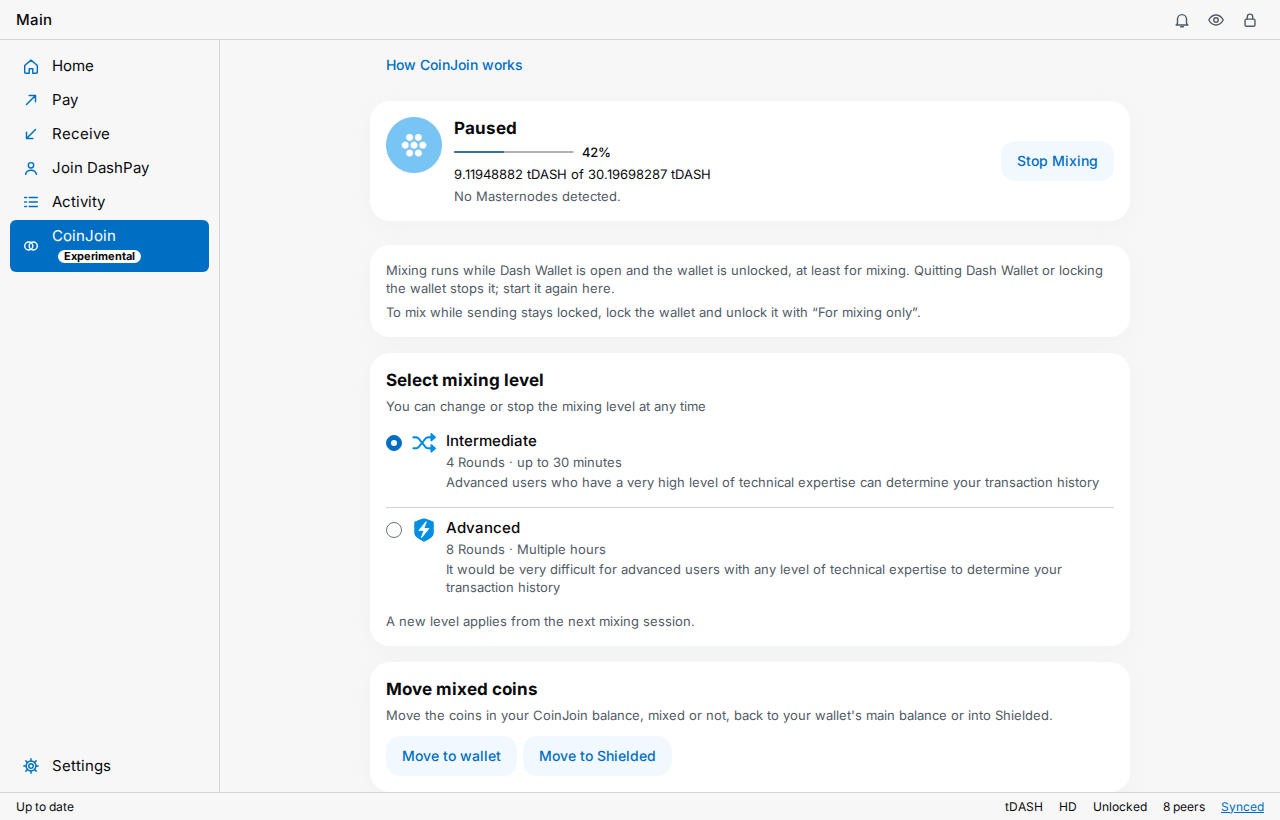 Main
Home
Pay
Receive
Join DashPay
Activity
CoinJoin
Experimental
Settings
How CoinJoin works
Paused
42%
9.11948882 tDASH of 30.19698287 tDASH
No Masternodes detected.
Stop Mixing
Mixing runs while Dash Wallet is open and the wallet is unlocked, at least for mixing. Quitting Dash Wallet or locking
the wallet stops it; start it again here.
To mix while sending stays locked, lock the wallet and unlock it with “For mixing only”.
Select mixing level
You can change or stop the mixing level at any time
Intermediate
4 Rounds · up to 30 minutes
Advanced users who have a very high level of technical expertise can determine your transaction history
Advanced
8 Rounds · Multiple hours
It would be very difficult for advanced users with any level of technical expertise to determine your
transaction history
A new level applies from the next mixing session.
Move mixed coins
Move the coins in your CoinJoin balance, mixed or not, back to your wallet's main balance or into Shielded.
Move to wallet
Move to Shielded
Up to date
tDASH
HD
Unlocked
8 peers
Synced